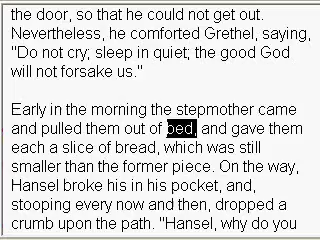 the door, so that he could not get out.
Nevertheless, he comforted Grethel, saying,
"Do not cry; sleep in quiet; the good God
will not forsake us."
Early in the morning the stepmother came
and pulled them out of bed, and gave them
each a slice of bread, which was still
smaller than the former piece. On the way,
Hansel broke his in his pocket, and,
stooping every now and then, dropped a
crumb upon the path. "Hansel, why do you